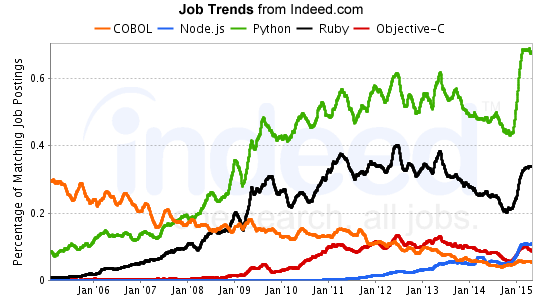 Job Trends from Indeed.com
COBOL Node.js Python Ruby Objective-C
Percentage of Matching Job Postings
0.6
0.4
0.2
0
indeed™
one search. all jobs.
Jan '06 Jan '07 Jan '08 Jan '09 Jan '10 Jan '11 Jan '12 Jan '13 Jan '14 Jan '15